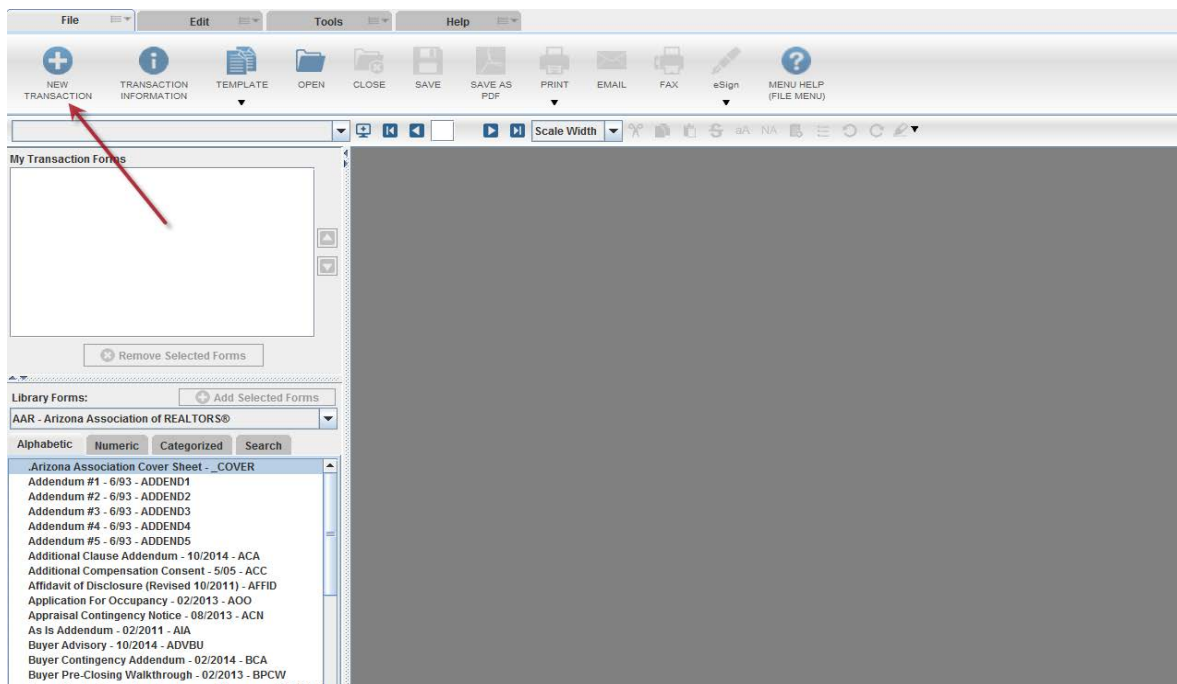 File Edit Tools Help
NEW TRANSACTION
TRANSACTION INFORMATION
TEMPLATE
OPEN
CLOSE
SAVE
SAVE AS PDF
PRINT
EMAIL
FAX
eSign
MENU HELP (FILE MENU)
Scale Width
aA NA
My Transaction Forms
Remove Selected Forms
Library Forms: Add Selected Forms
AAR - Arizona Association of REALTORS®
Alphabetic Numeric Categorized Search
.Arizona Association Cover Sheet - _COVER
Addendum #1 - 6/93 - ADDEND1
Addendum #2 - 6/93 - ADDEND2
Addendum #3 - 6/93 - ADDEND3
Addendum #4 - 6/93 - ADDEND4
Addendum #5 - 6/93 - ADDEND5
Additional Clause Addendum - 10/2014 - ACA
Additional Compensation Consent - 5/05 - ACC
Affidavit of Disclosure (Revised 10/2011) - AFFID
Application For Occupancy - 02/2013 - AOO
Appraisal Contingency Notice - 08/2013 - ACN
As Is Addendum - 02/2011 - AIA
Buyer Advisory - 10/2014 - ADVBU
Buyer Contingency Addendum - 02/2014 - BCA
Buyer Pre-Closing Walkthrough - 02/2013 - BPCW